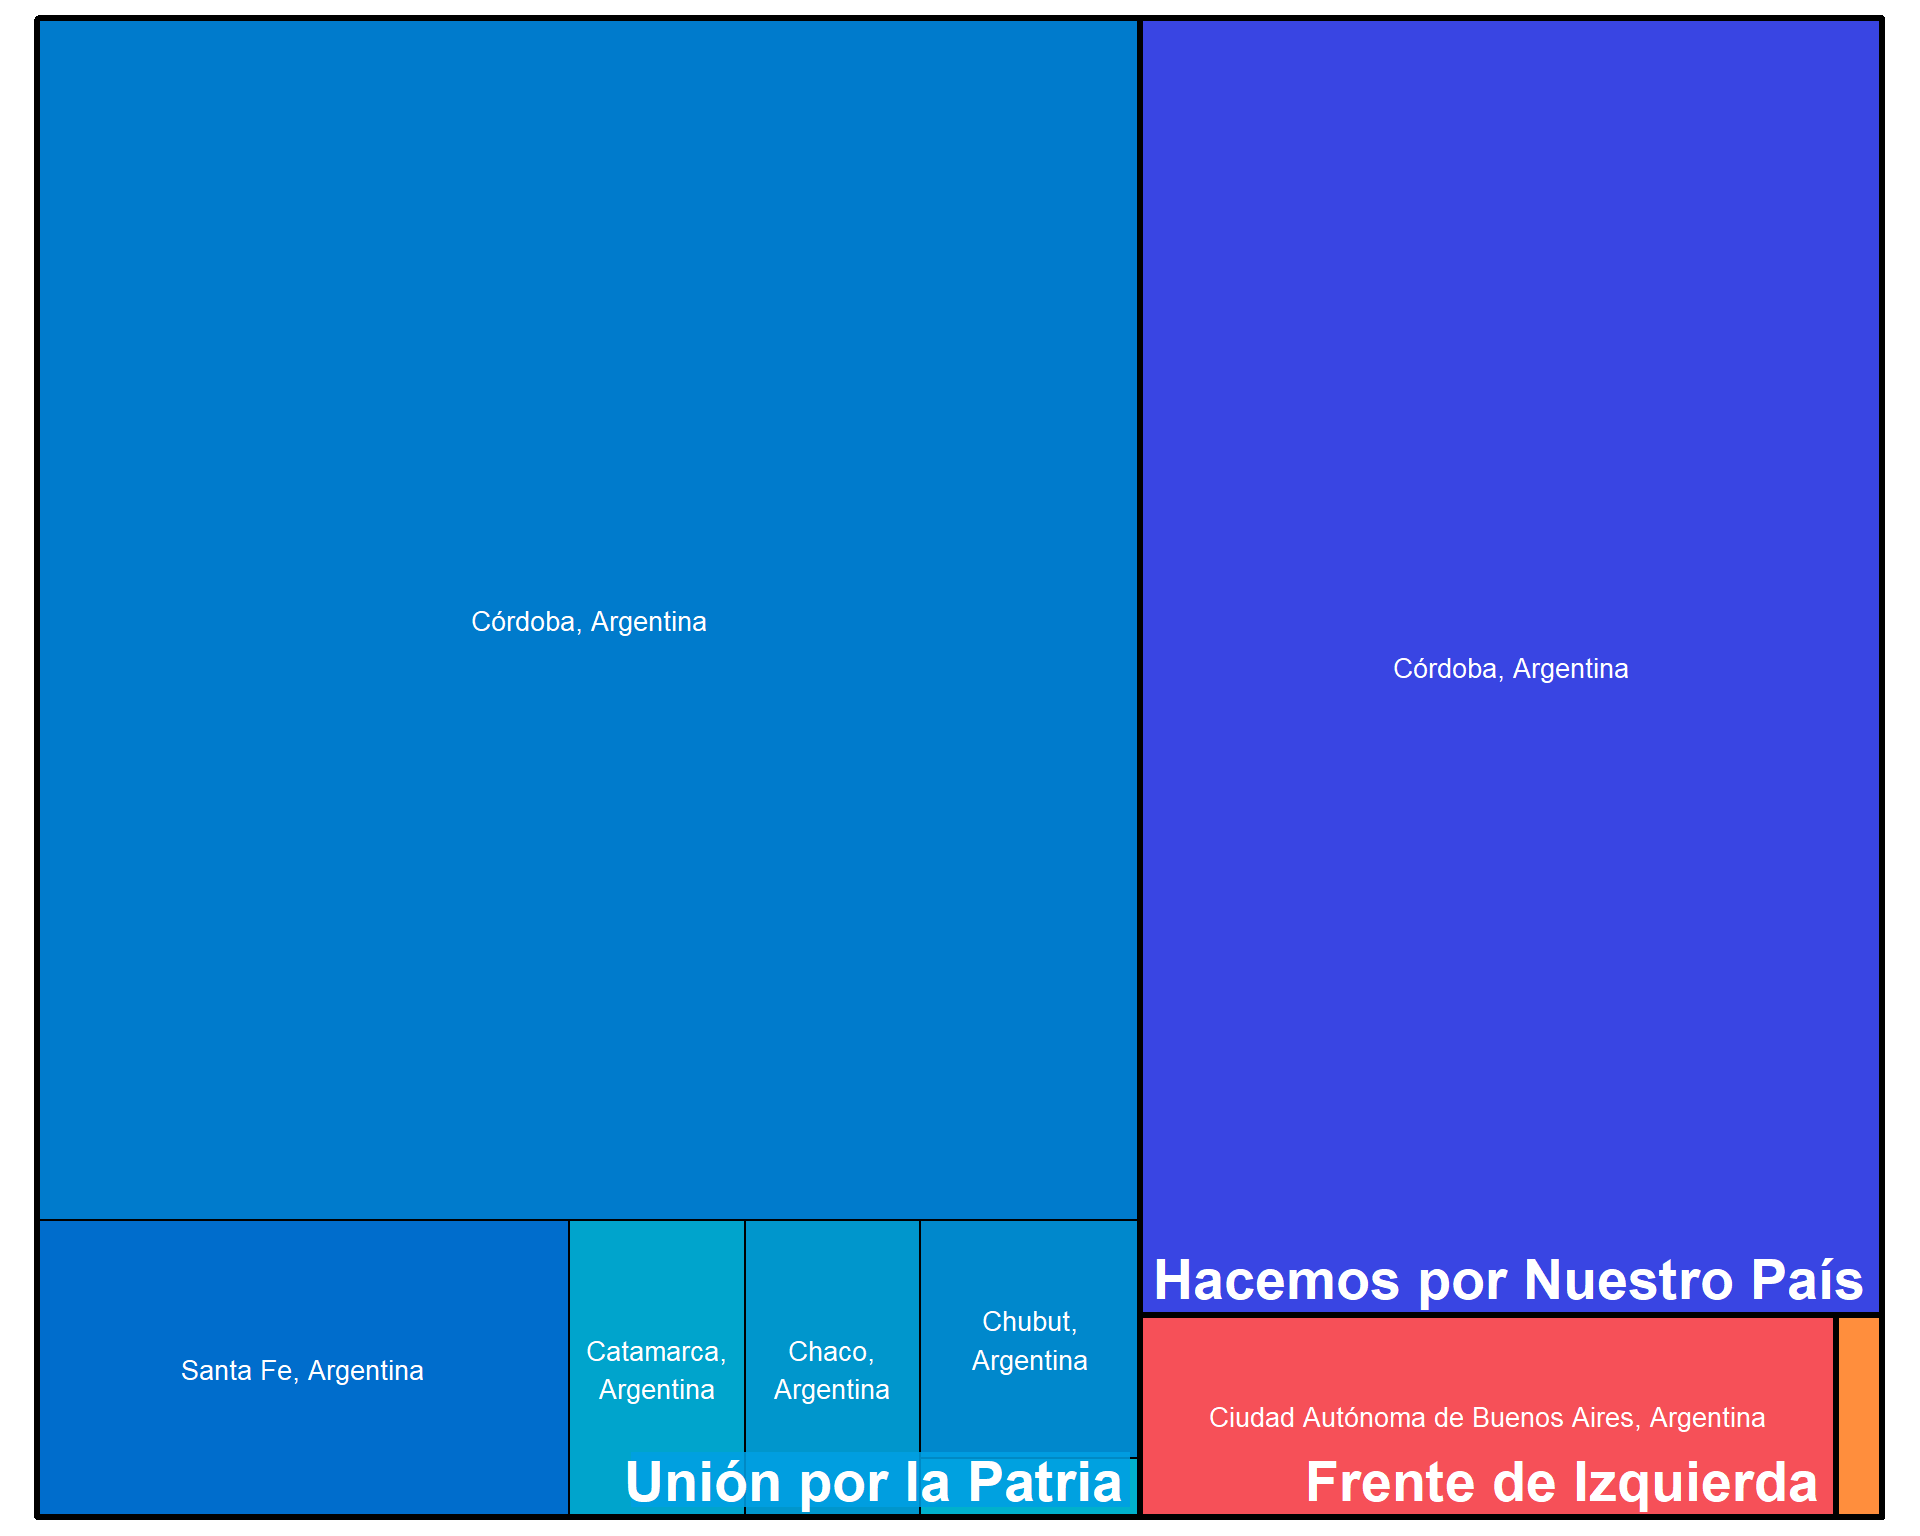 Córdoba, Argentina
Córdoba, Argentina
Hacemos por Nuestro País
Santa Fe, Argentina
Catamarca,
Argentina
Chaco,
Argentina
Chubut,
Argentina
Unión por la Patria
Ciudad Autónoma de Buenos Aires, Argentina
Frente de Izquierda